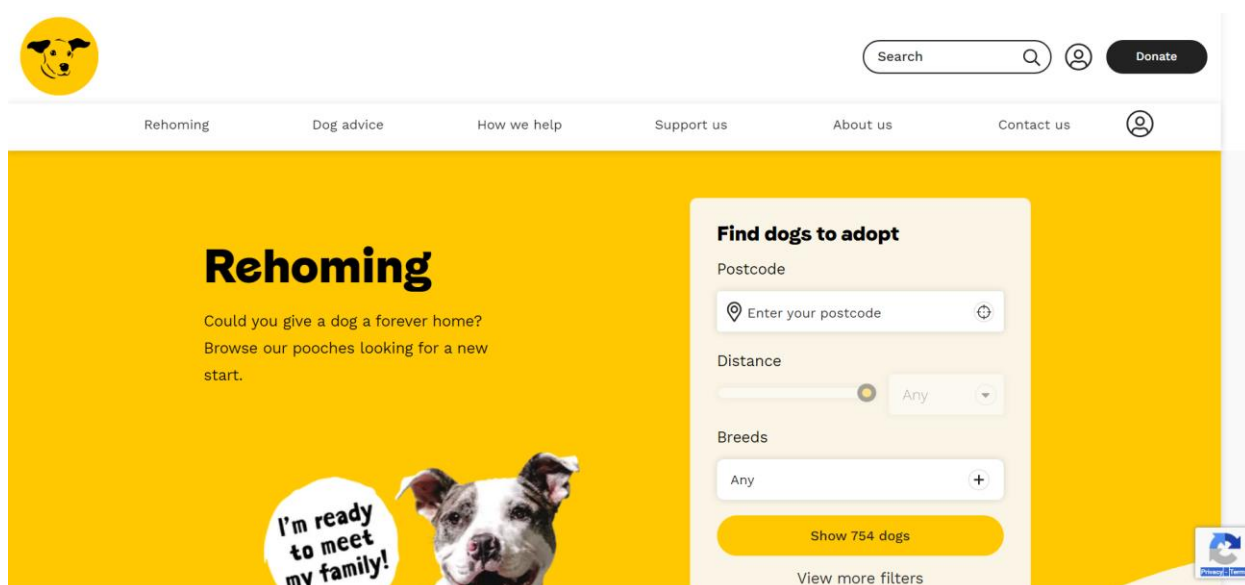 Search
Donate
Rehoming
Dog advice
How we help
Support us
About us
Contact us
Rehoming
Could you give a dog a forever home?
Browse our pooches looking for a new
start.
I'm ready
to meet
my family!
Find dogs to adopt
Postcode
Enter your postcode
Distance
Any
Breeds
Any
Show 754 dogs
View more filters
Privacy - Term